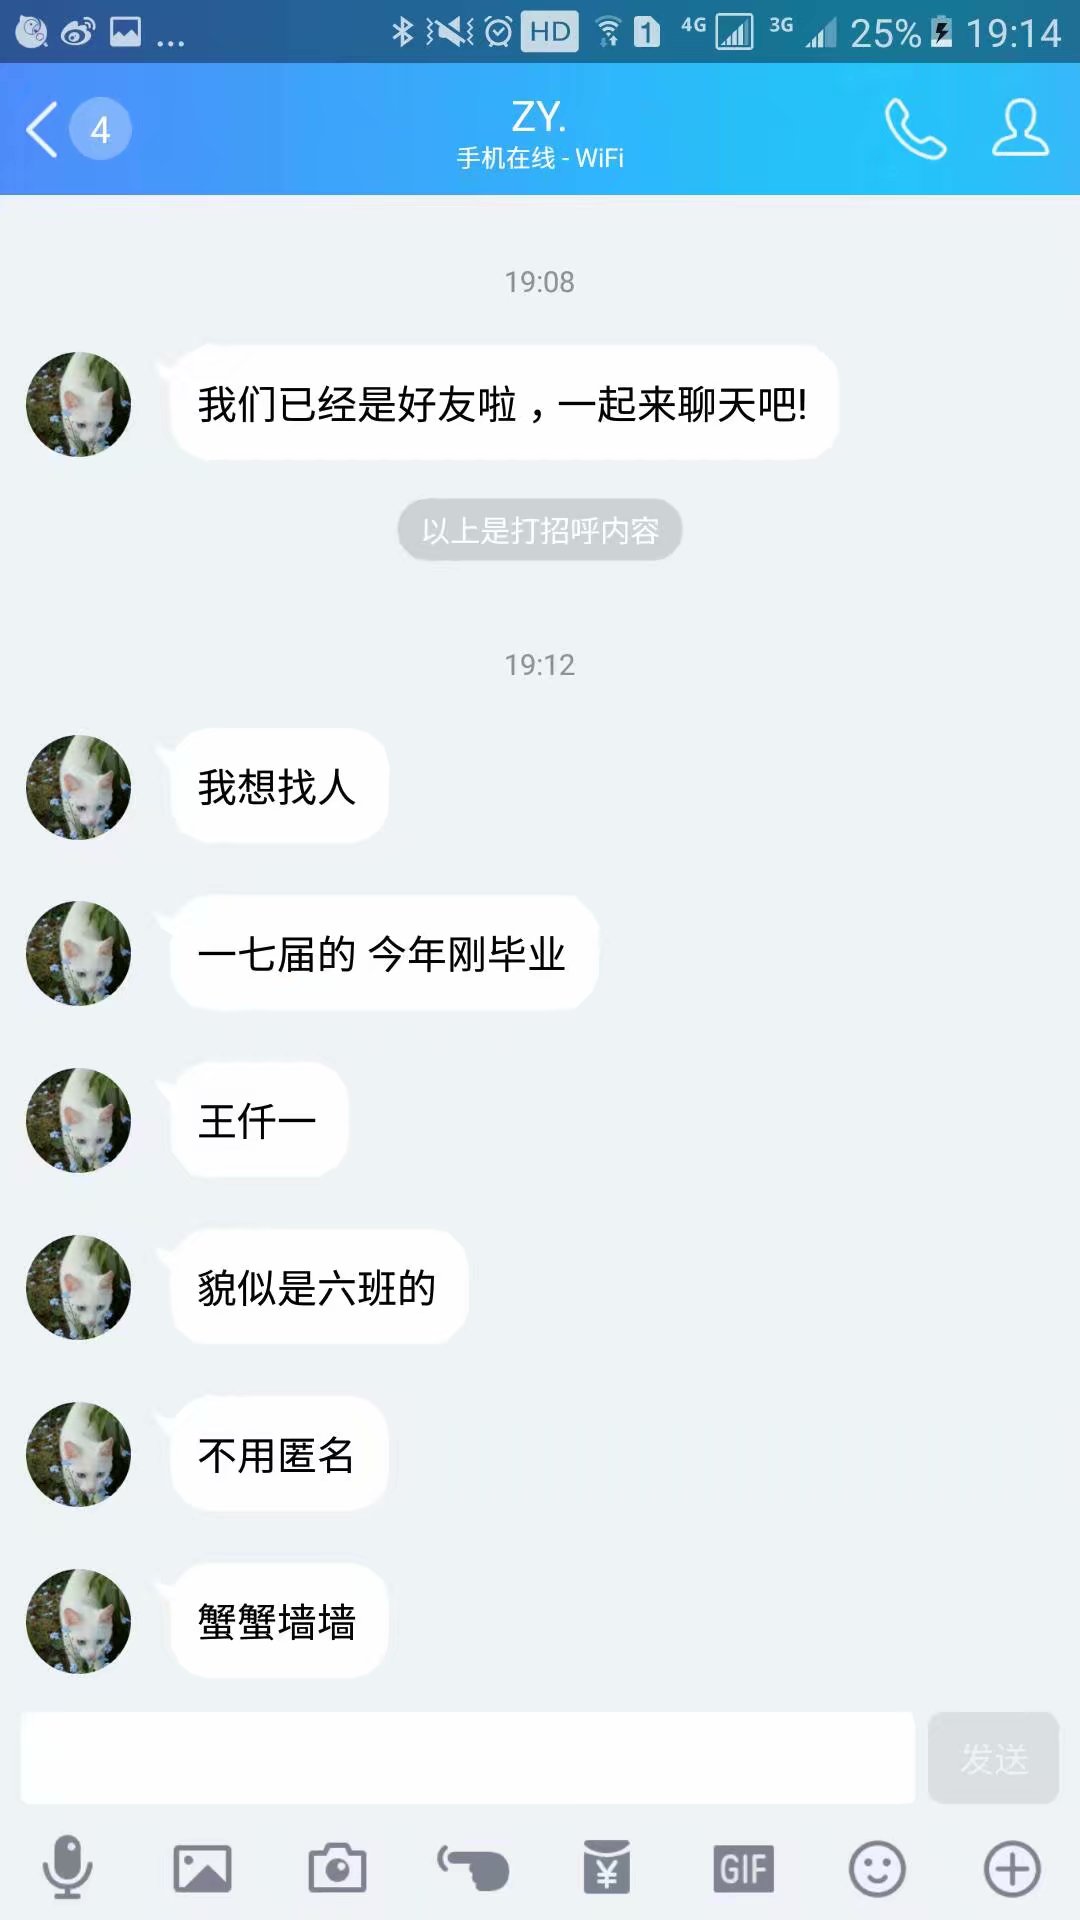 ... HD 1 4G 3G 25% 19:14
4
ZY.
手机在线 - WiFi
19:08
我们已经是好友啦，一起来聊天吧!
以上是打招呼内容
19:12
我想找人
一七届的 今年刚毕业
王仟一
貌似是六班的
不用匿名
蟹蟹墙墙
发送
¥
GIF